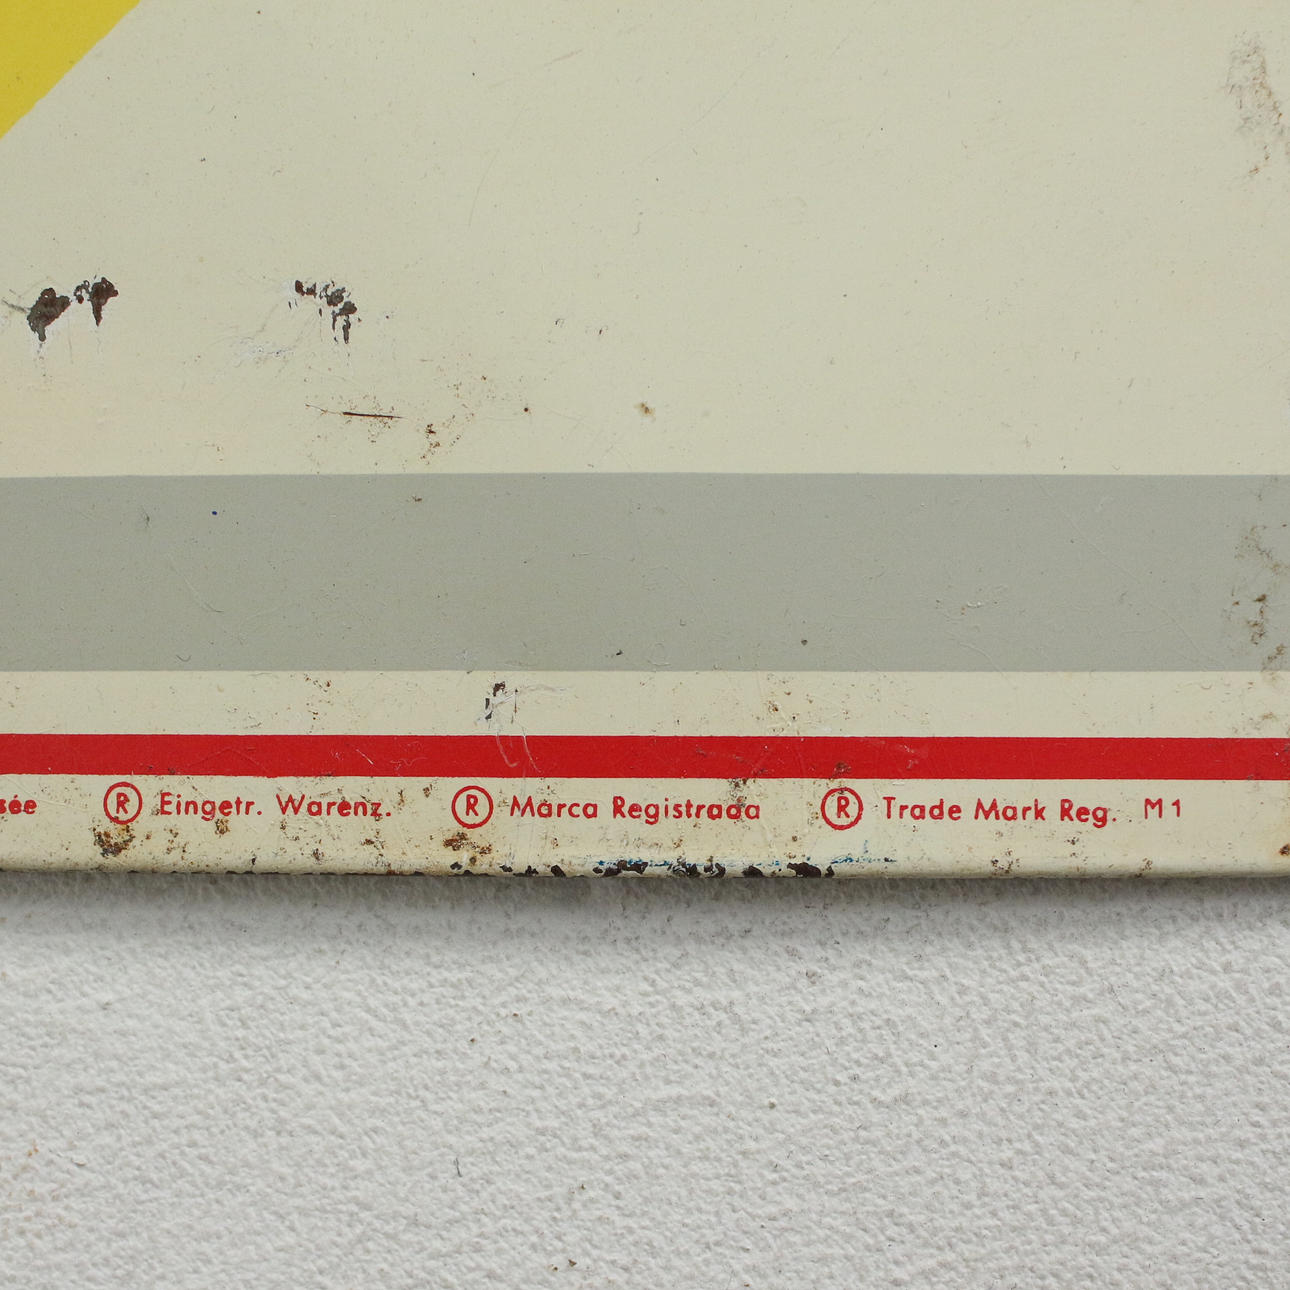 sée ® Eingetr. Warenz. ® Marca Registrada ® Trade Mark Reg. M1